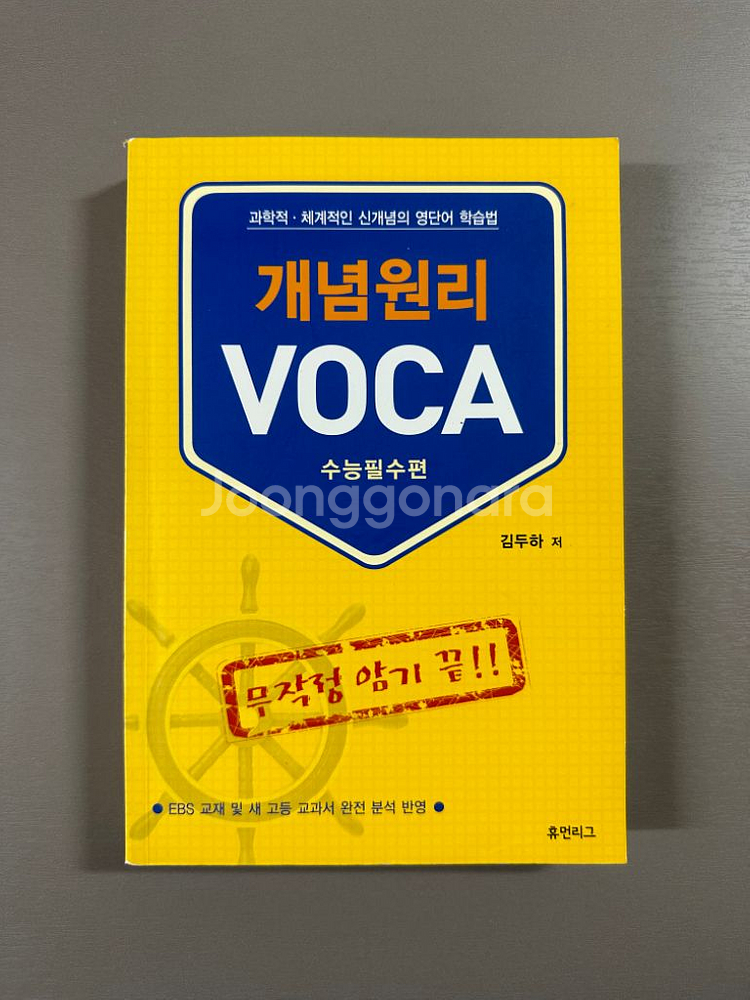 과학적 · 체계적인 신개념의 영단어 학습법
개념원리
VOCA
수능필수편
Joonggonara
김두하 저
무작정 암기 끝!!
● EBS 교재 및 새 고등 교과서 완전 분석 반영 ●
휴먼리그